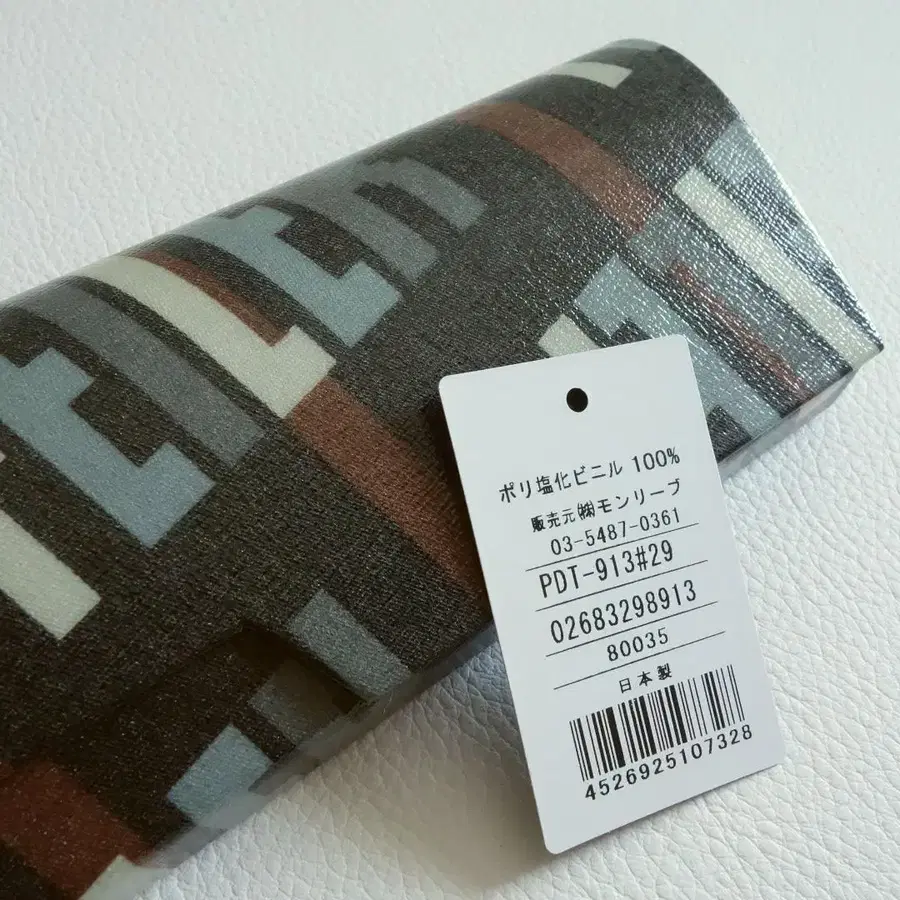 ポリ塩化ビニル 100%
販売元㈱モンリーブ
03-5487-0361
PDT-913#29
02683298913
80035
日本製
4526925107328